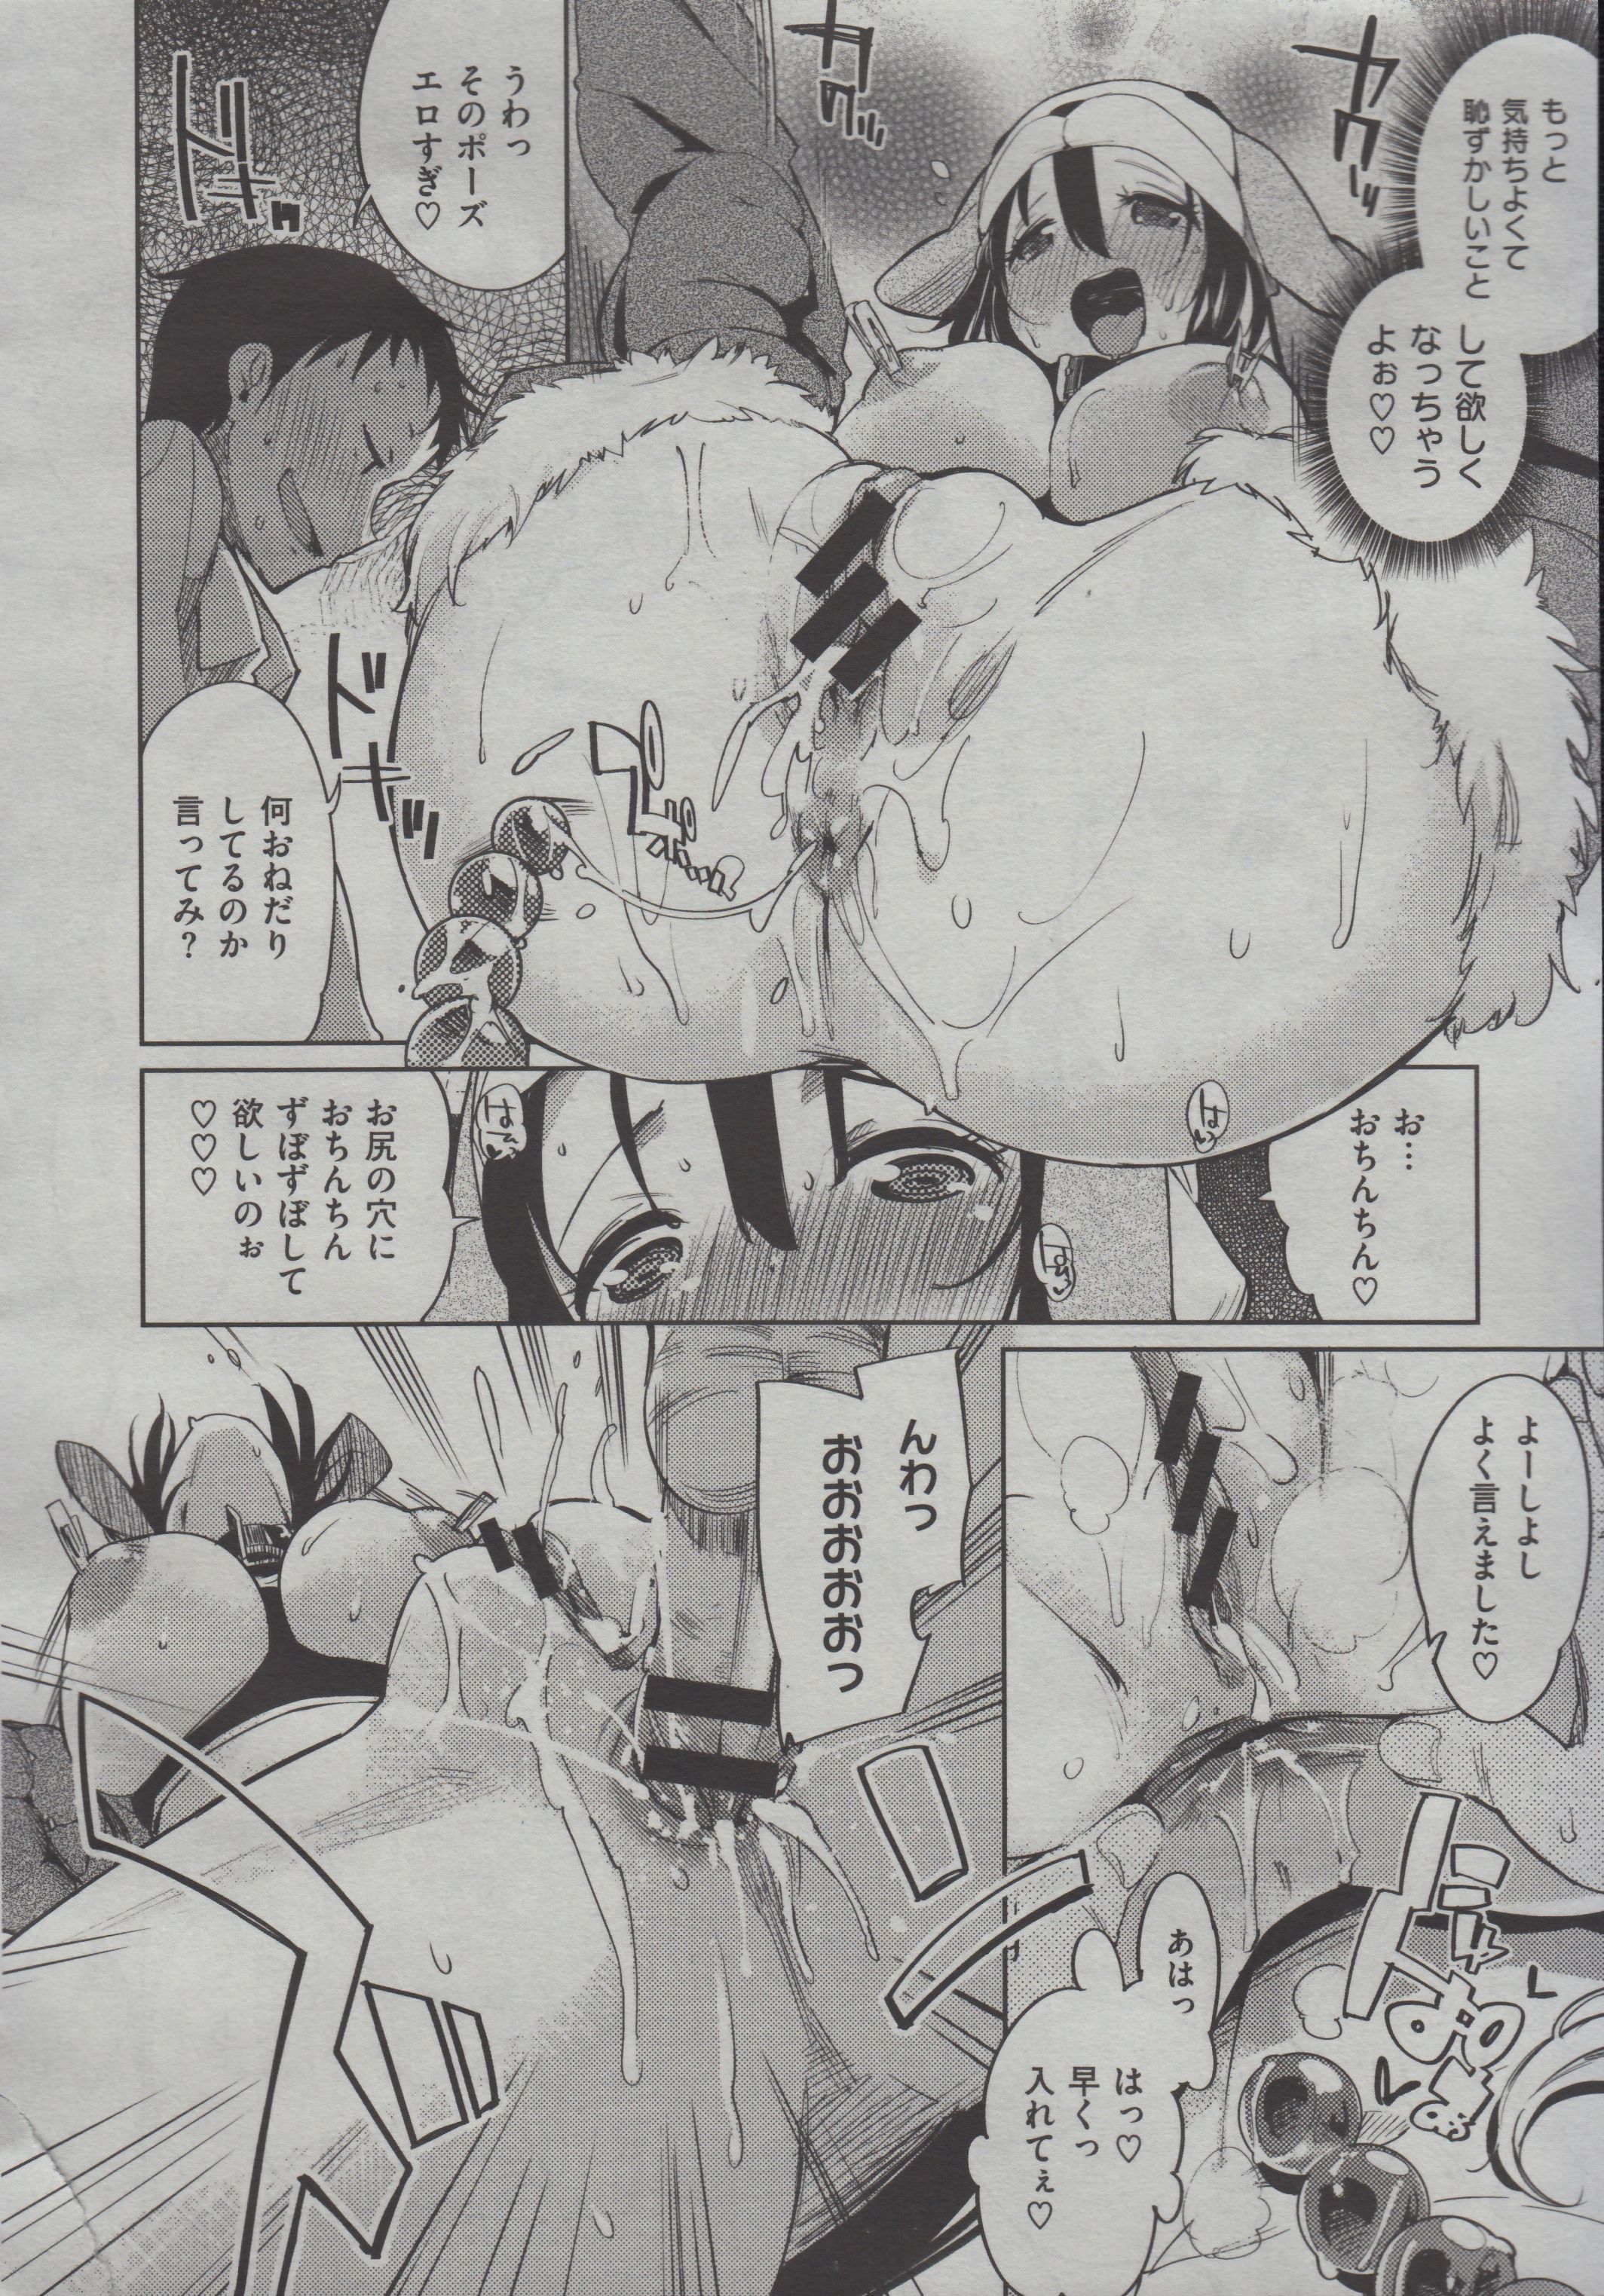 もっと
気持ちよくて
恥ずかしいこと
して欲しく
なっちゃう
よぉ♡♡
うわっ
そのポーズ
エロすぎ♡
ドキッ
ドキッ
何おねだり
してるのか
言ってみ？
お…
おちんちん♡
お尻の穴に
おちんちん
ずぼずぼして
欲しいのぉ
♡♡♡
よーしよし
よく言えました♡
あはっ
はっ♡
早くっ
入れてぇ♡
んわっ
おおおおおおっ